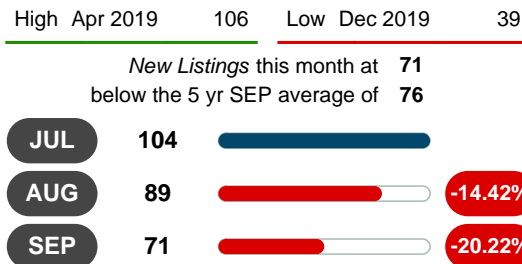 High Apr 2019 106 Low Dec 2019 39
New Listings this month at 71
below the 5 yr SEP average of 76
JUL 104
AUG 89 -14.42%
SEP 71 -20.22%